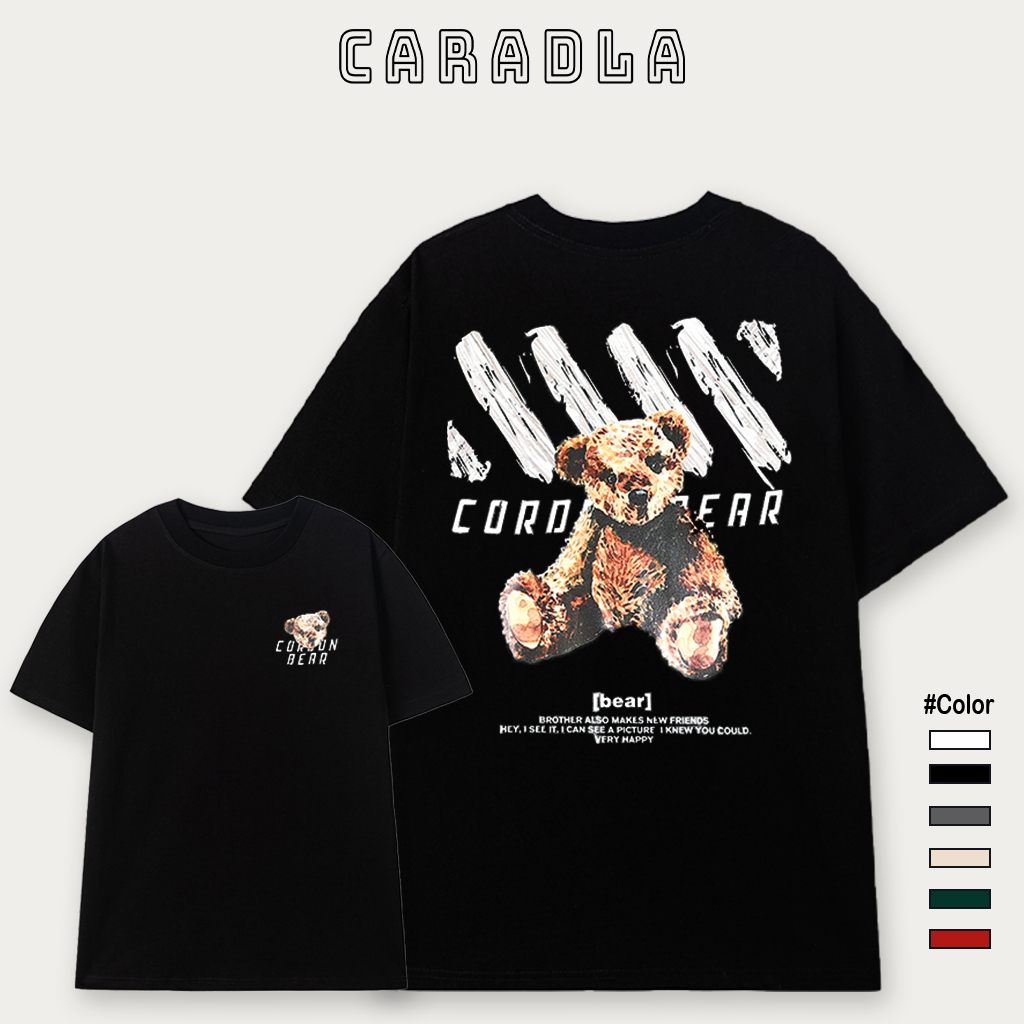 CARADLA
CORD BEAR
[bear]
BROTHER ALSO MAKES NEW FRIENDS
HEY, I SEE IT, I CAN SEE A PICTURE I KNEW YOU COULD.
VERY HAPPY
CORDON
BEAR
#Color